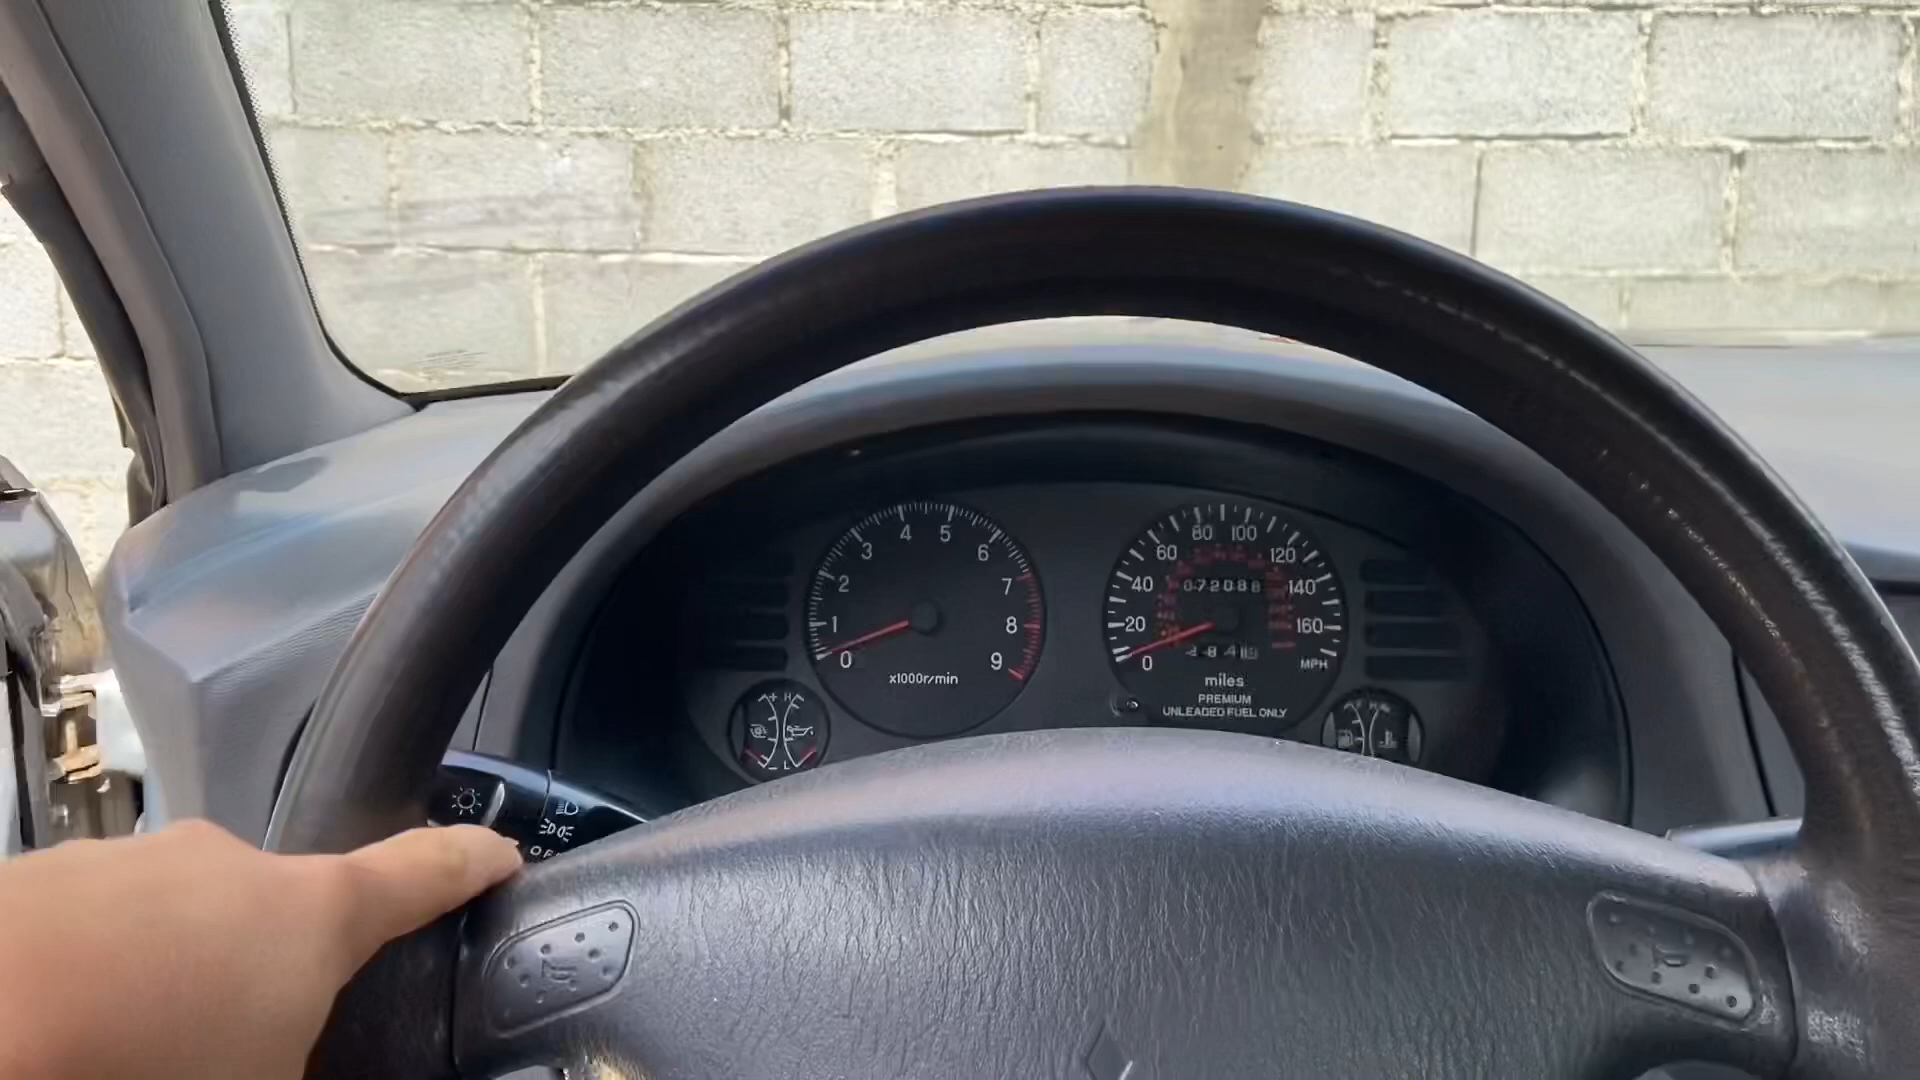 0 1 2 3 4 5 6 7 8 9
x1000r/min
0 20 40 60 80 100 120 140 160
MPH
072088
miles
PREMIUM
UNLEADED FUEL ONLY
+ H
- L